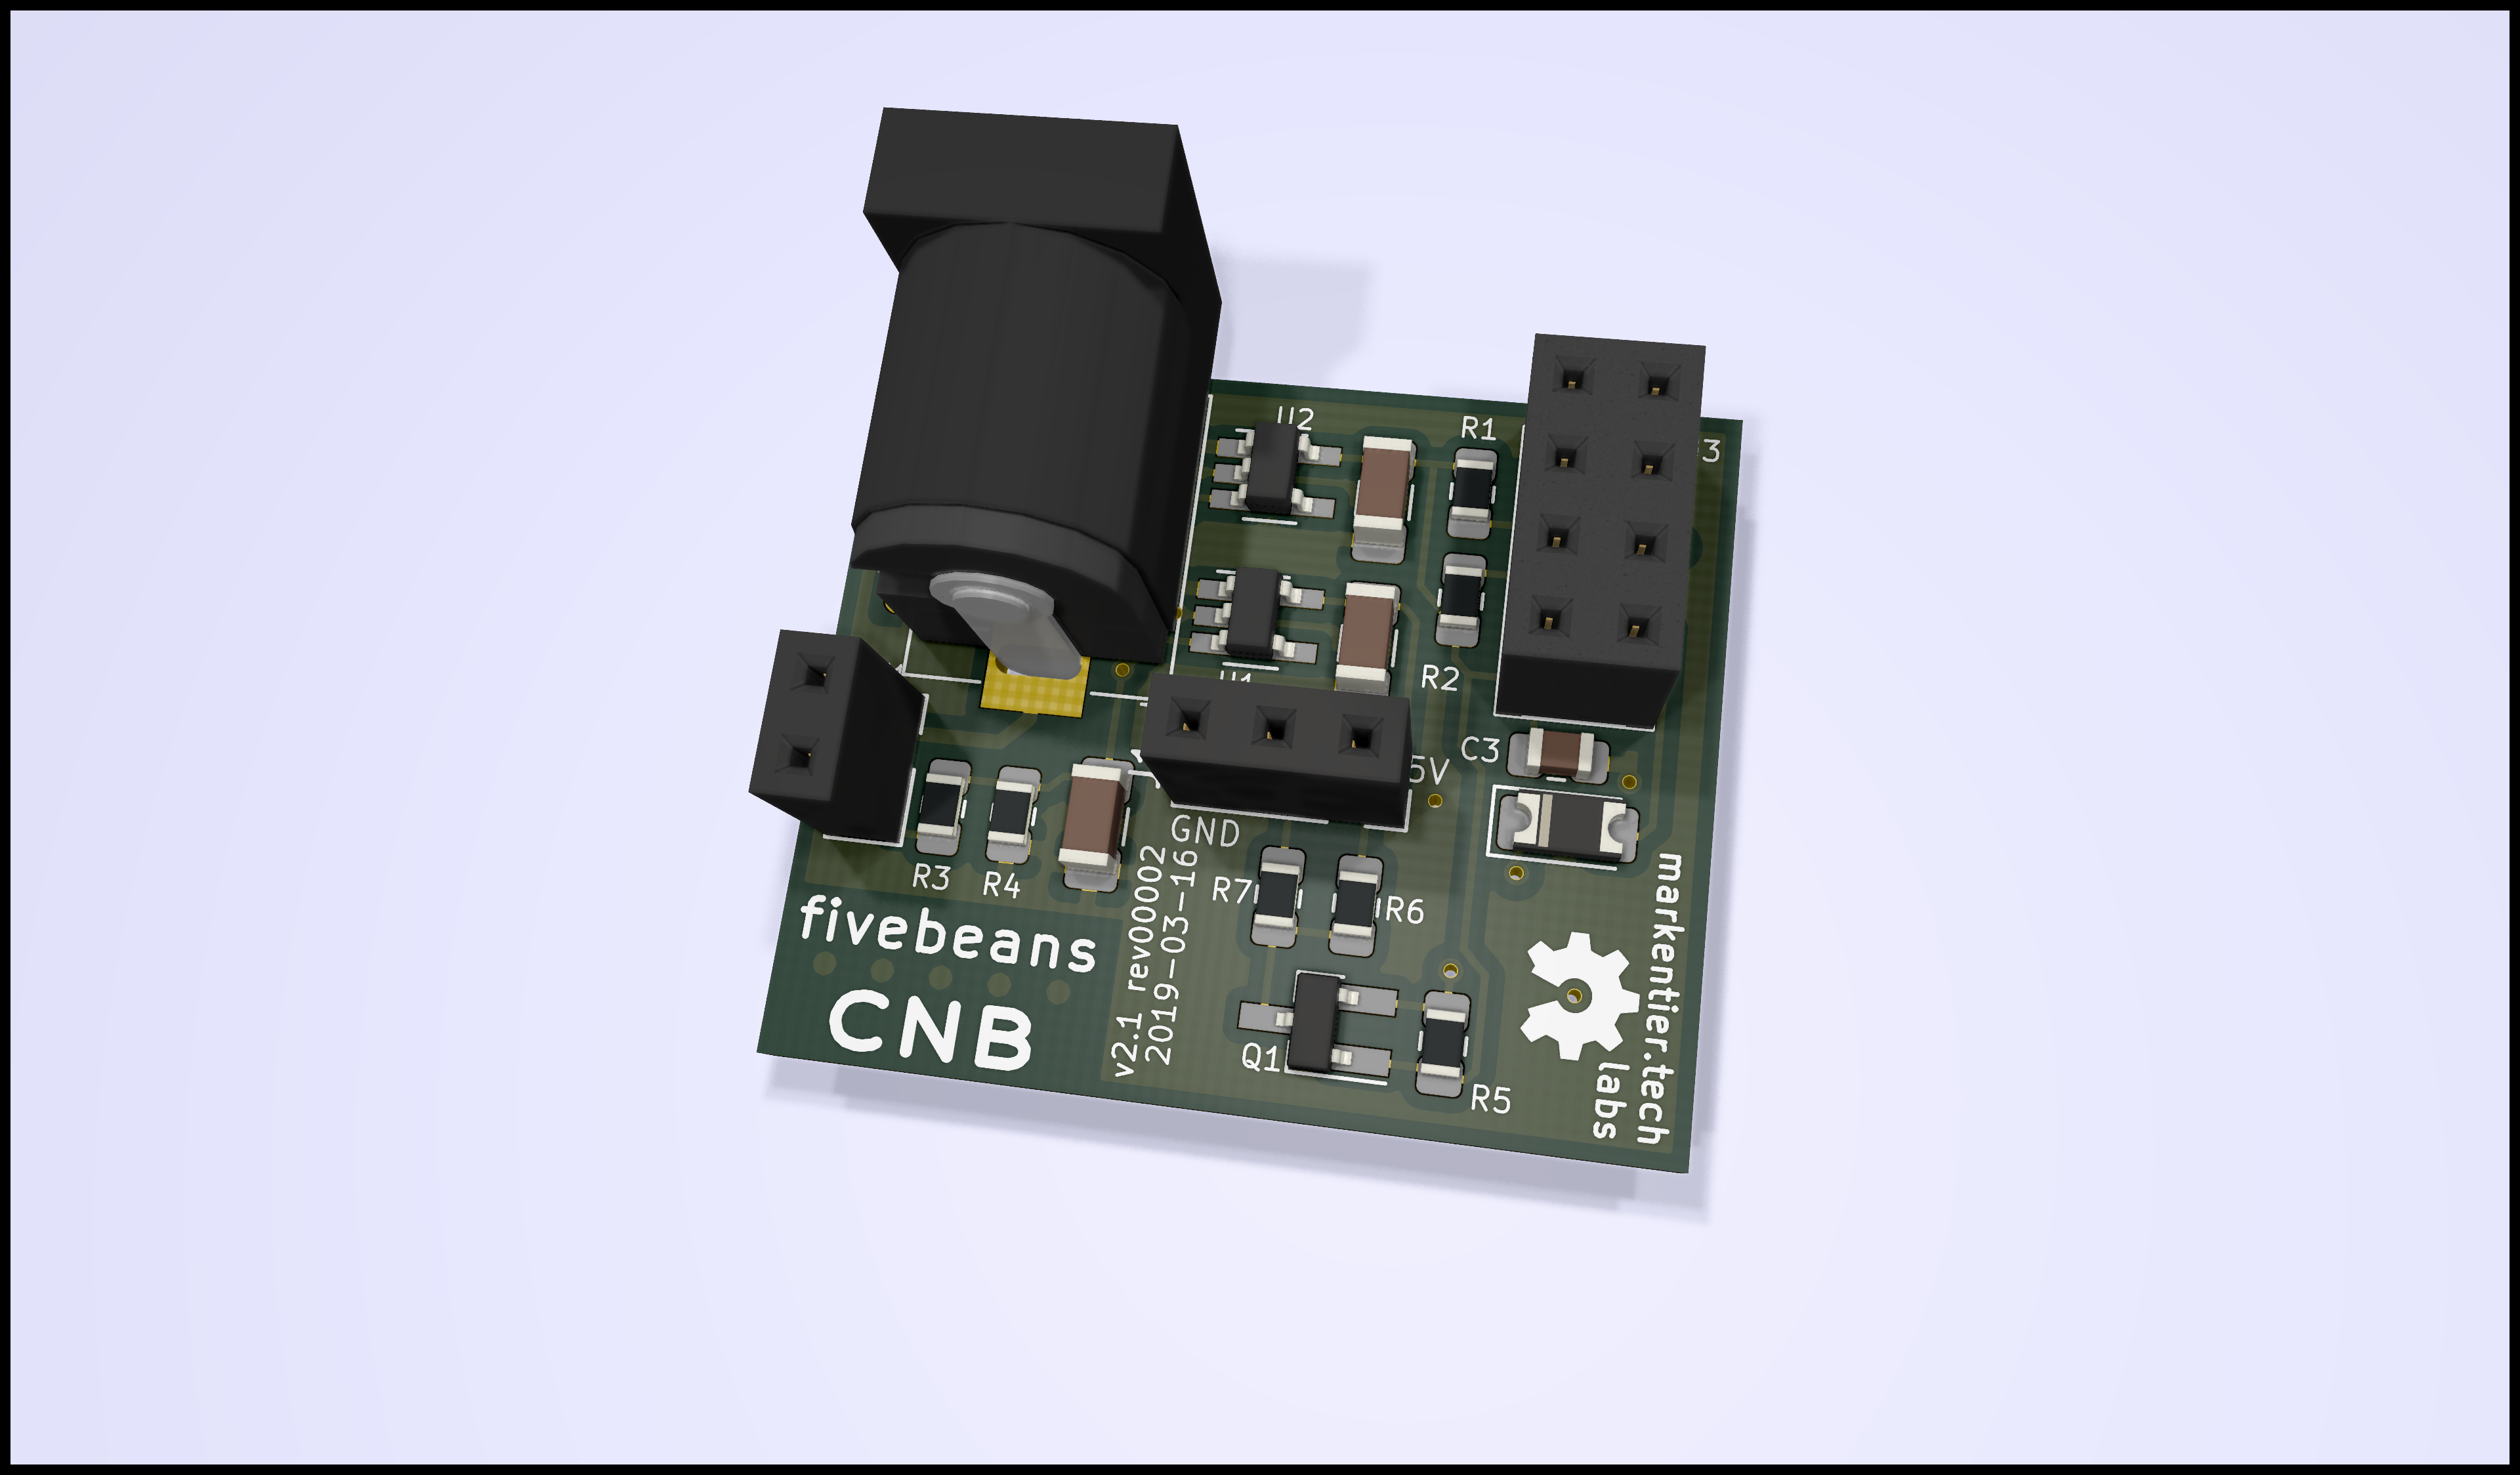 U2
R1
3
U1
R2
C3
5V
GND
R3
R4
R7
R6
fivebeans
CNB
v2.1 rev00002
2019-03-16
Q1
R5
markentier.tech
labs